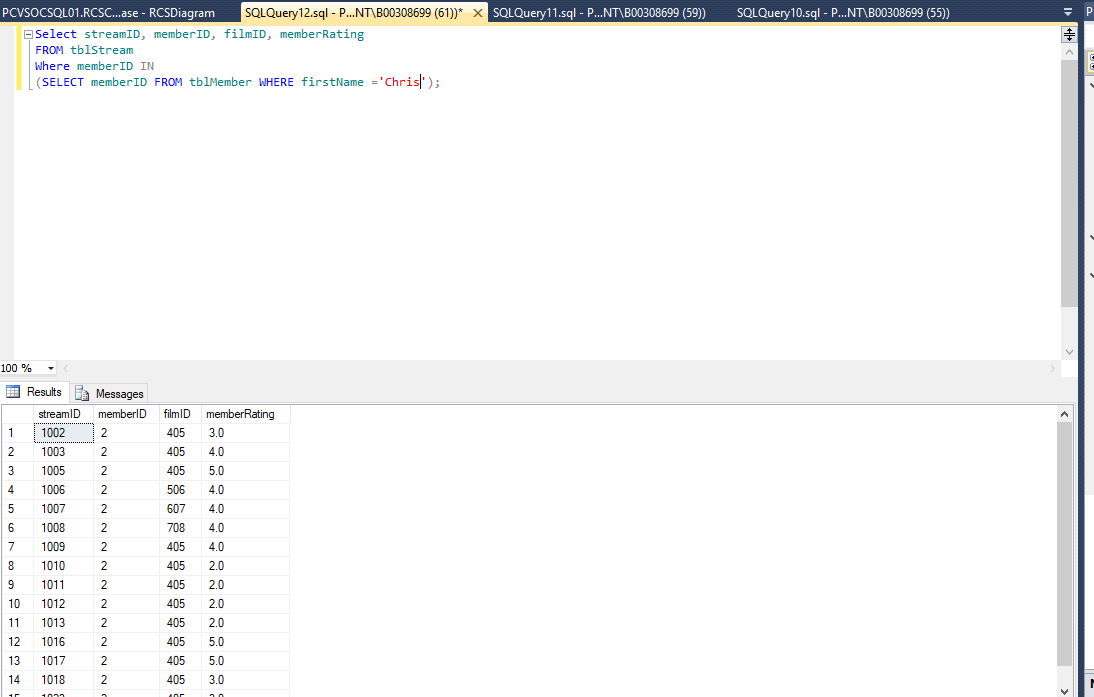 PCVSOCSQL01.RCSC...ase - RCSDiagram SQLQuery12.sql - P...NT\B00308699 (61))* SQLQuery11.sql - P...NT\B00308699 (59)) SQLQuery10.sql - P...NT\B00308699 (55))
Select streamID, memberID, filmID, memberRating
FROM tblStream
Where memberID IN
(SELECT memberID FROM tblMember WHERE firstName ='Chris');
100 %
Results Messages
streamID memberID filmID memberRating
1 1002 2 405 3.0
2 1003 2 405 4.0
3 1005 2 405 5.0
4 1006 2 506 4.0
5 1007 2 607 4.0
6 1008 2 708 4.0
7 1009 2 405 4.0
8 1010 2 405 2.0
9 1011 2 405 2.0
10 1012 2 405 2.0
11 1013 2 405 2.0
12 1016 2 405 5.0
13 1017 2 405 5.0
14 1018 2 405 3.0